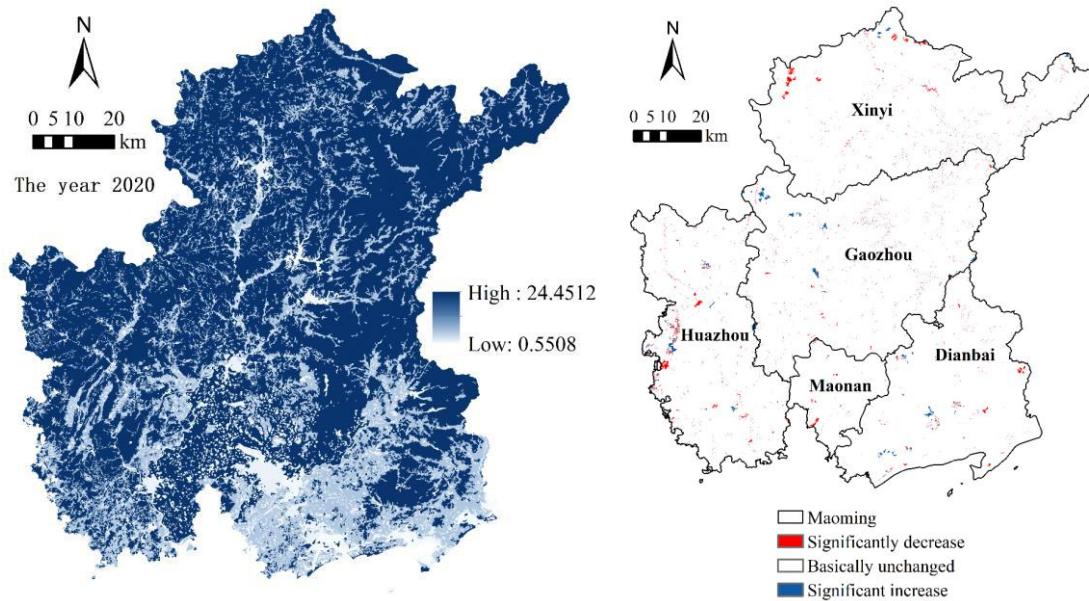 N
0 5 10 20
km
The year 2020
High : 24.4512
Low: 0.5508
N
0 5 10 20
km
Xinyi
Gaozhou
Huazhou
Dianbai
Maonan
Maoming
Significantly decrease
Basically unchanged
Significant increase